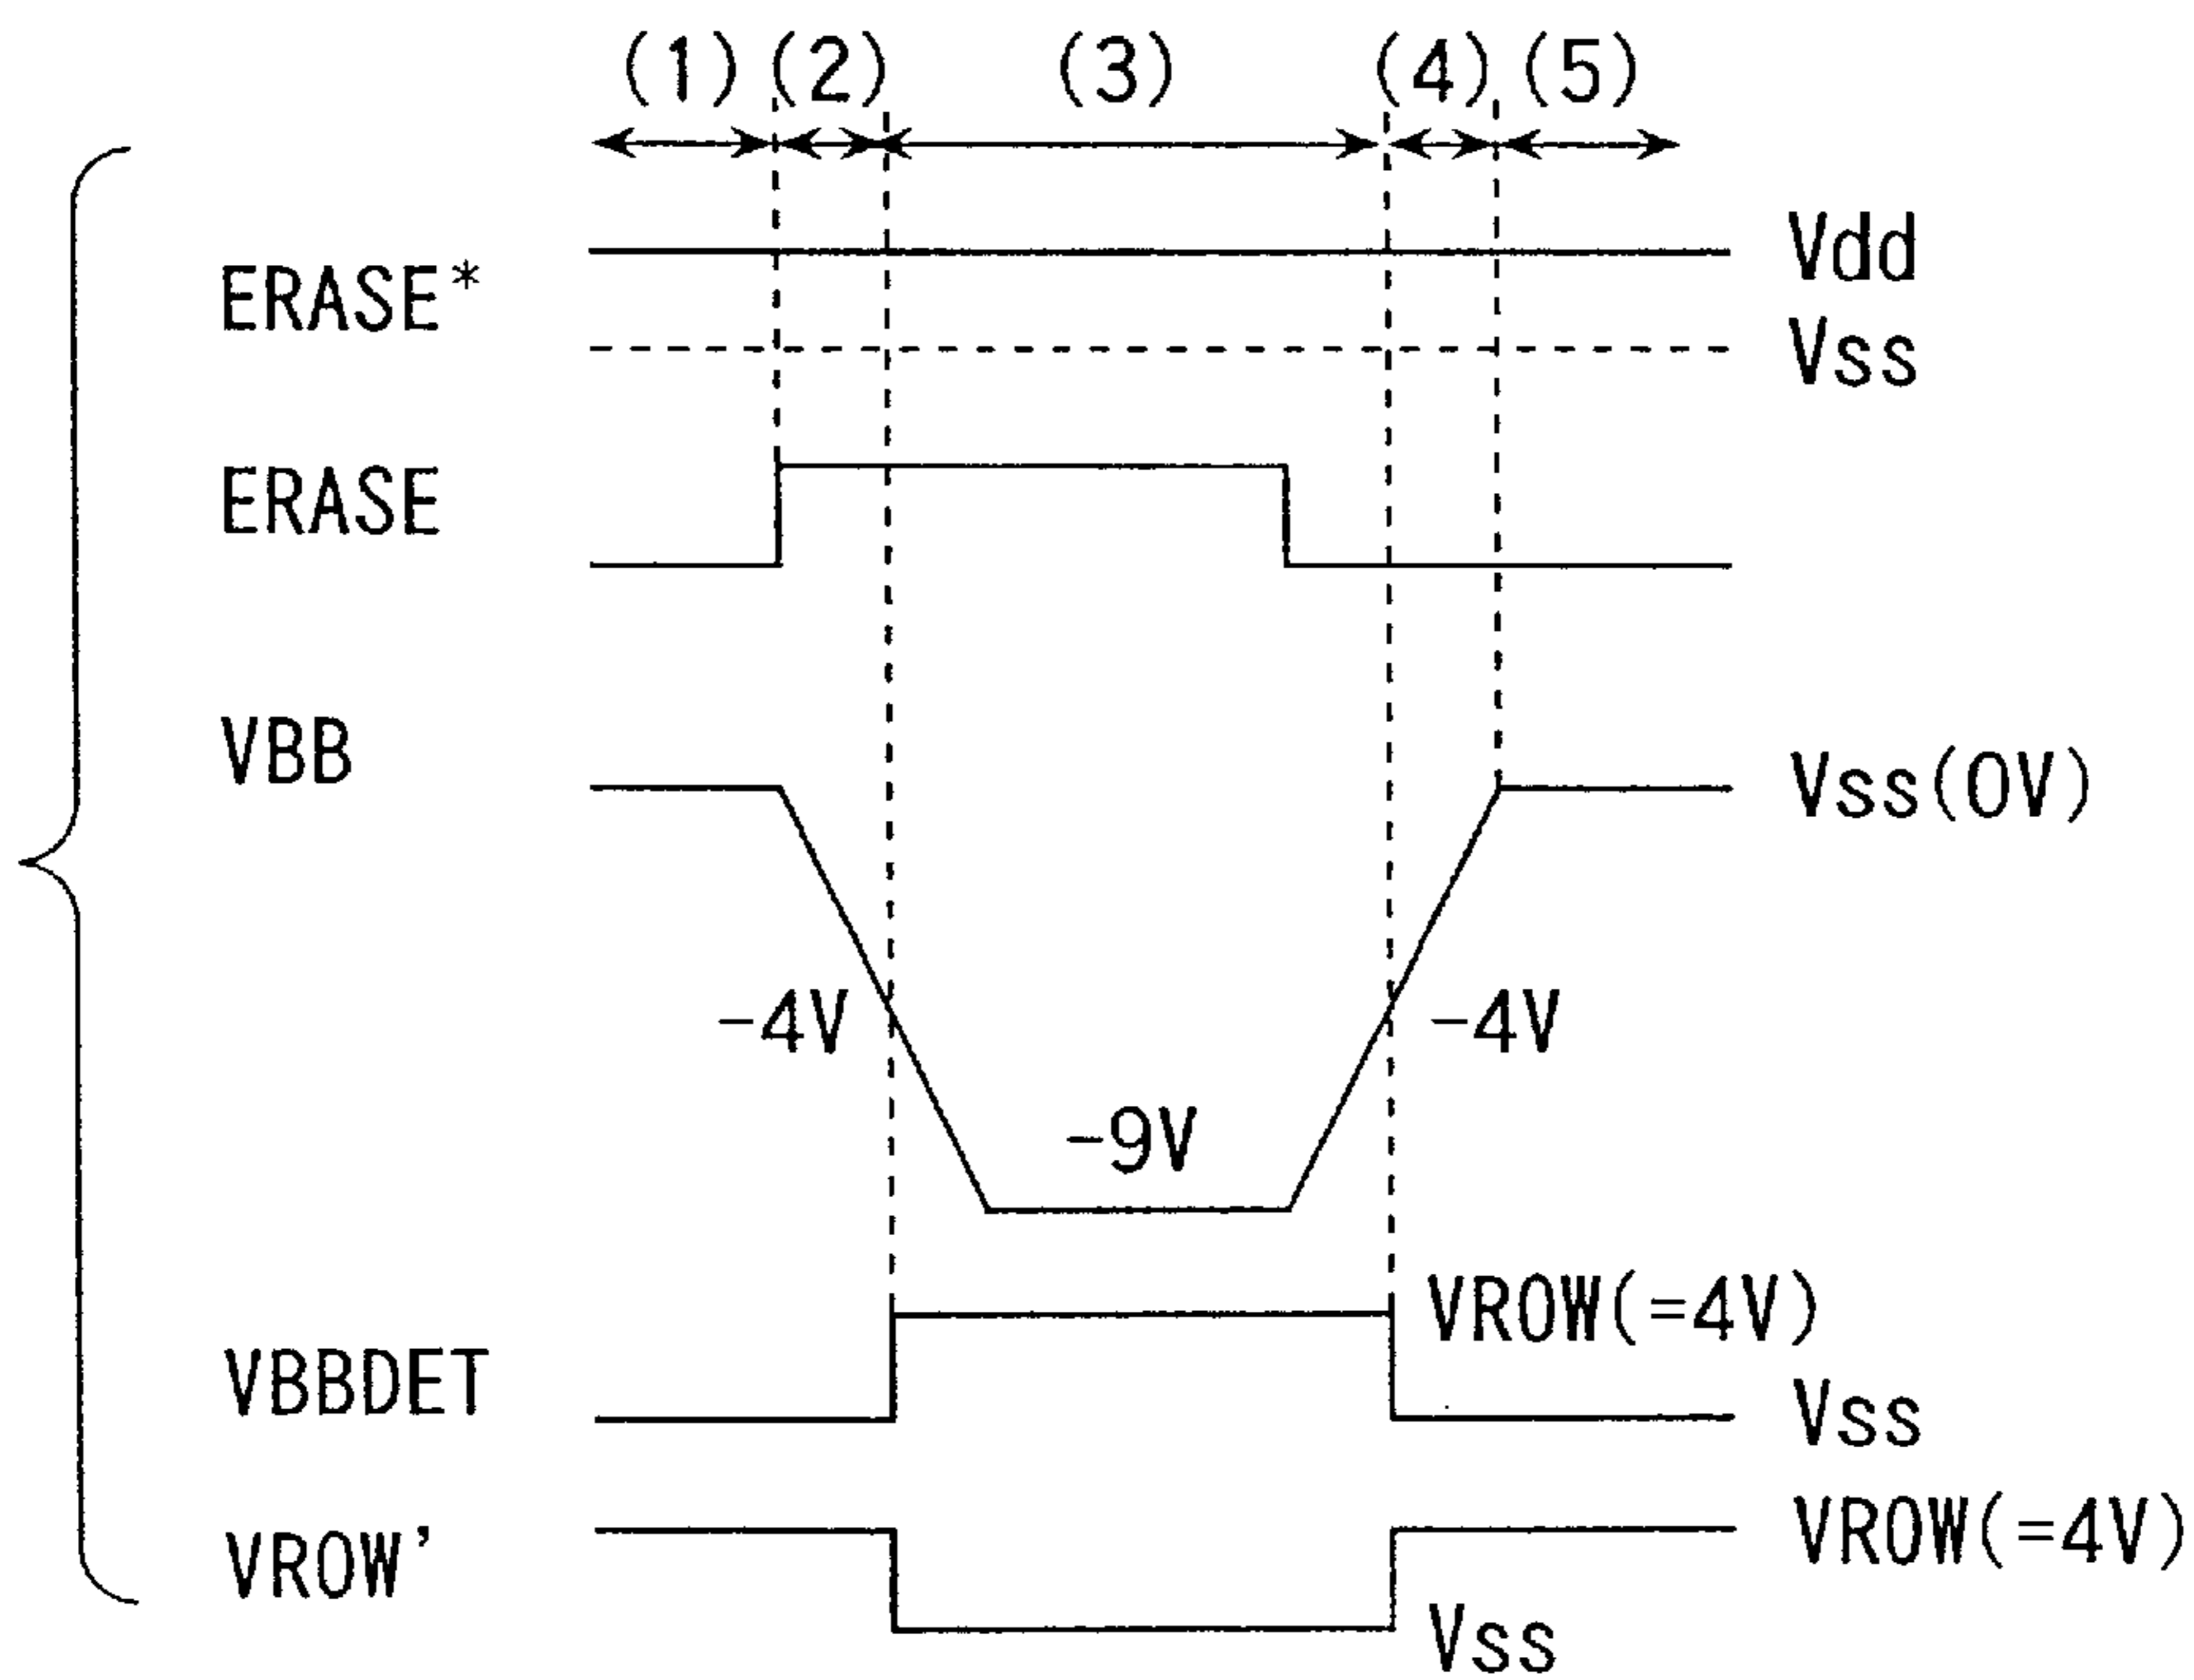 (1) (2) (3) (4) (5)
ERASE* Vdd
Vss
ERASE
VBB Vss(0V)
-4V -4V
-9V
VROW(=4V)
VBBDET Vss
VROW' VROW(=4V)
Vss